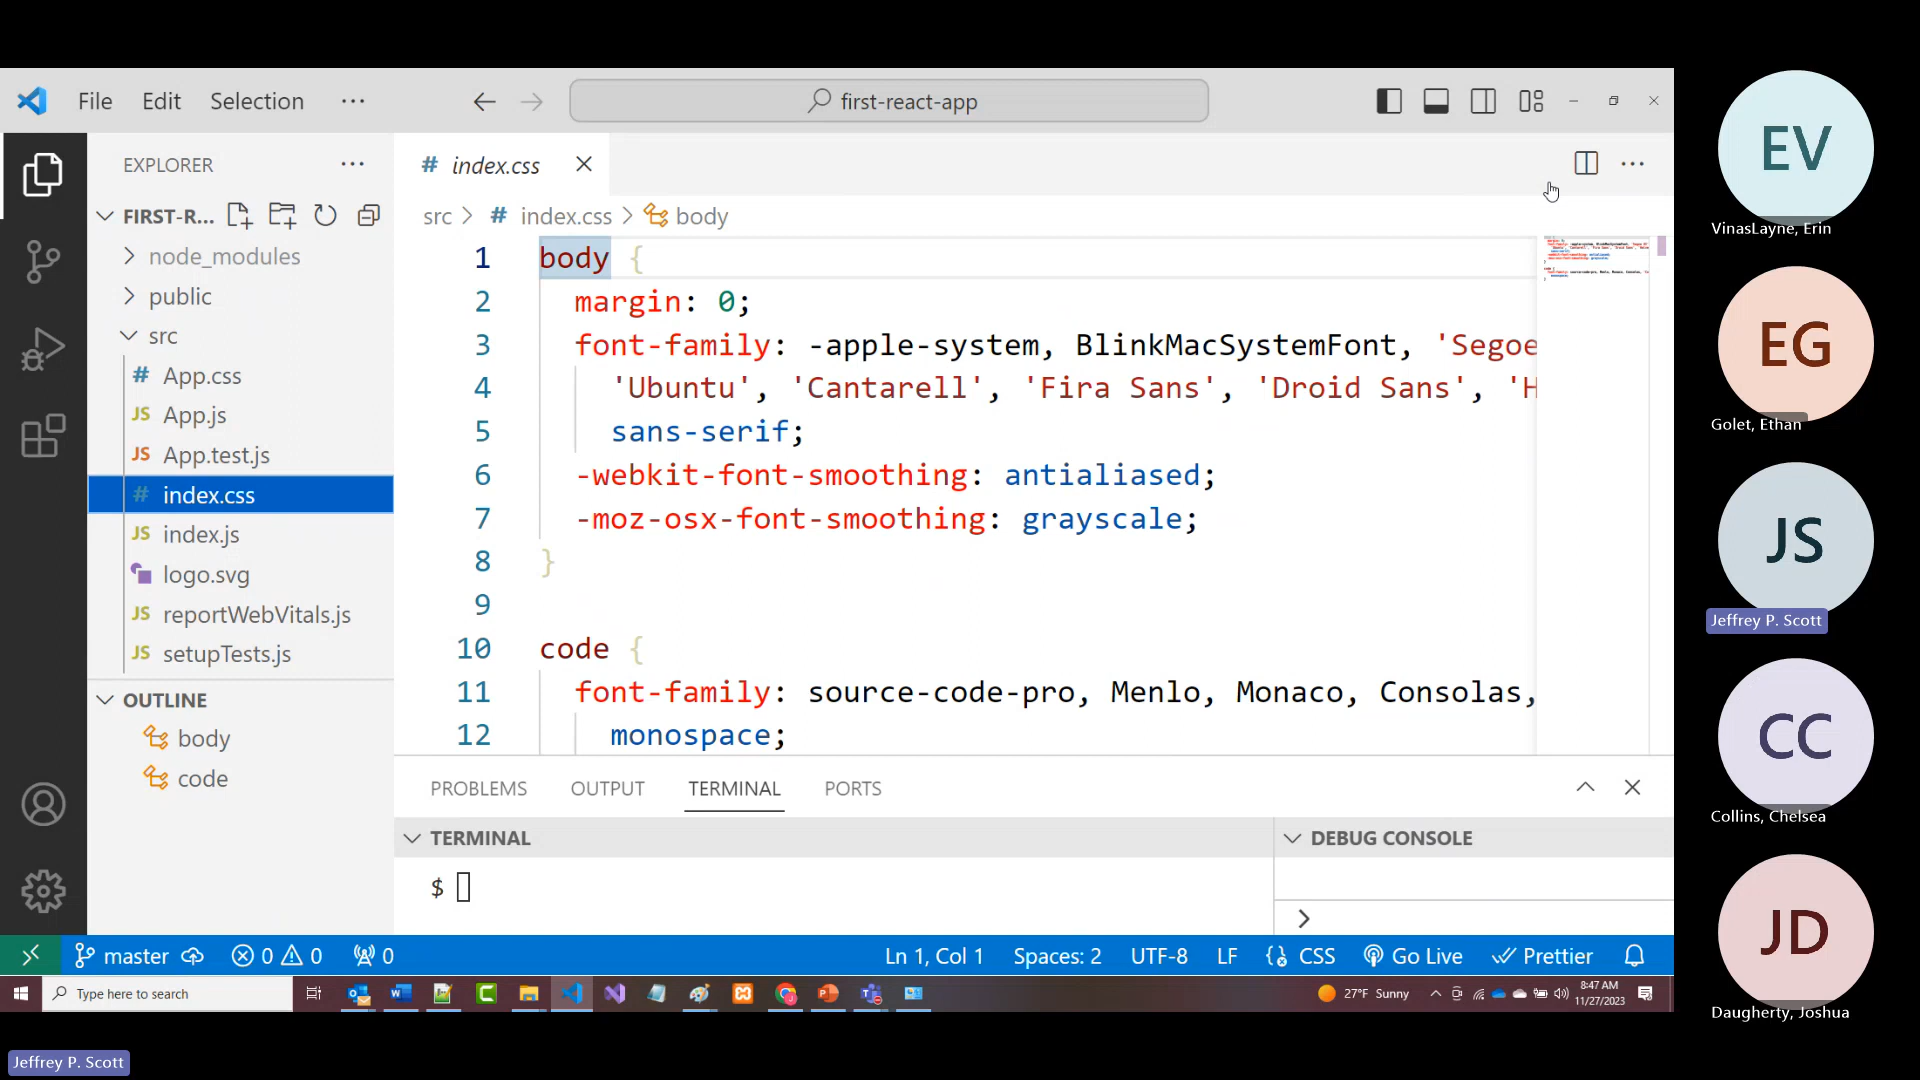 File Edit Selection ···
first-react-app
EXPLORER ···
index.css
FIRST-R...
src > # index.css > body
node_modules
public
src
# App.css
JS App.js
JS App.test.js
# index.css
JS index.js
logo.svg
JS reportWebVitals.js
JS setupTests.js
OUTLINE
body
code
1 body {
2 margin: 0;
3 font-family: -apple-system, BlinkMacSystemFont, 'Segoe
4 'Ubuntu', 'Cantarell', 'Fira Sans', 'Droid Sans', 'H
5 sans-serif;
6 -webkit-font-smoothing: antialiased;
7 -moz-osx-font-smoothing: grayscale;
8 }
9
10 code {
11 font-family: source-code-pro, Menlo, Monaco, Consolas,
12 monospace;
PROBLEMS OUTPUT TERMINAL PORTS
TERMINAL
DEBUG CONSOLE
$
>
master 0 0 0 Ln 1, Col 1 Spaces: 2 UTF-8 LF CSS Go Live Prettier
Type here to search
27°F Sunny
8:47 AM
11/27/2023
EV
VinasLayne, Erin
EG
Golet, Ethan
JS
Jeffrey P. Scott
CC
Collins, Chelsea
JD
Daugherty, Joshua
Jeffrey P. Scott